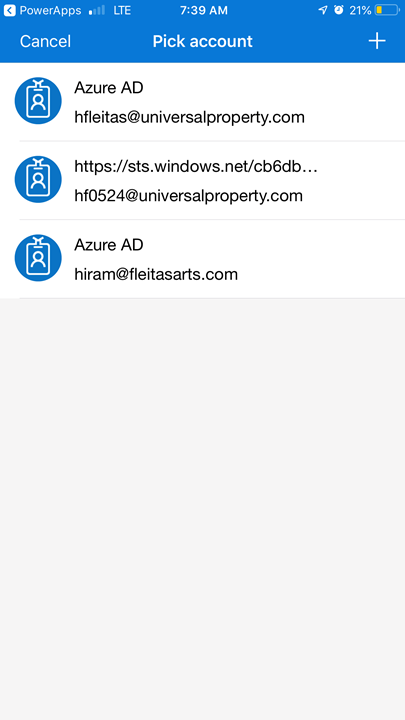 PowerApps LTE 7:39 AM 21%
Cancel Pick account +
Azure AD
hfleitas@universalproperty.com
https://sts.windows.net/cb6db...
hf0524@universalproperty.com
Azure AD
hiram@fleitasarts.com